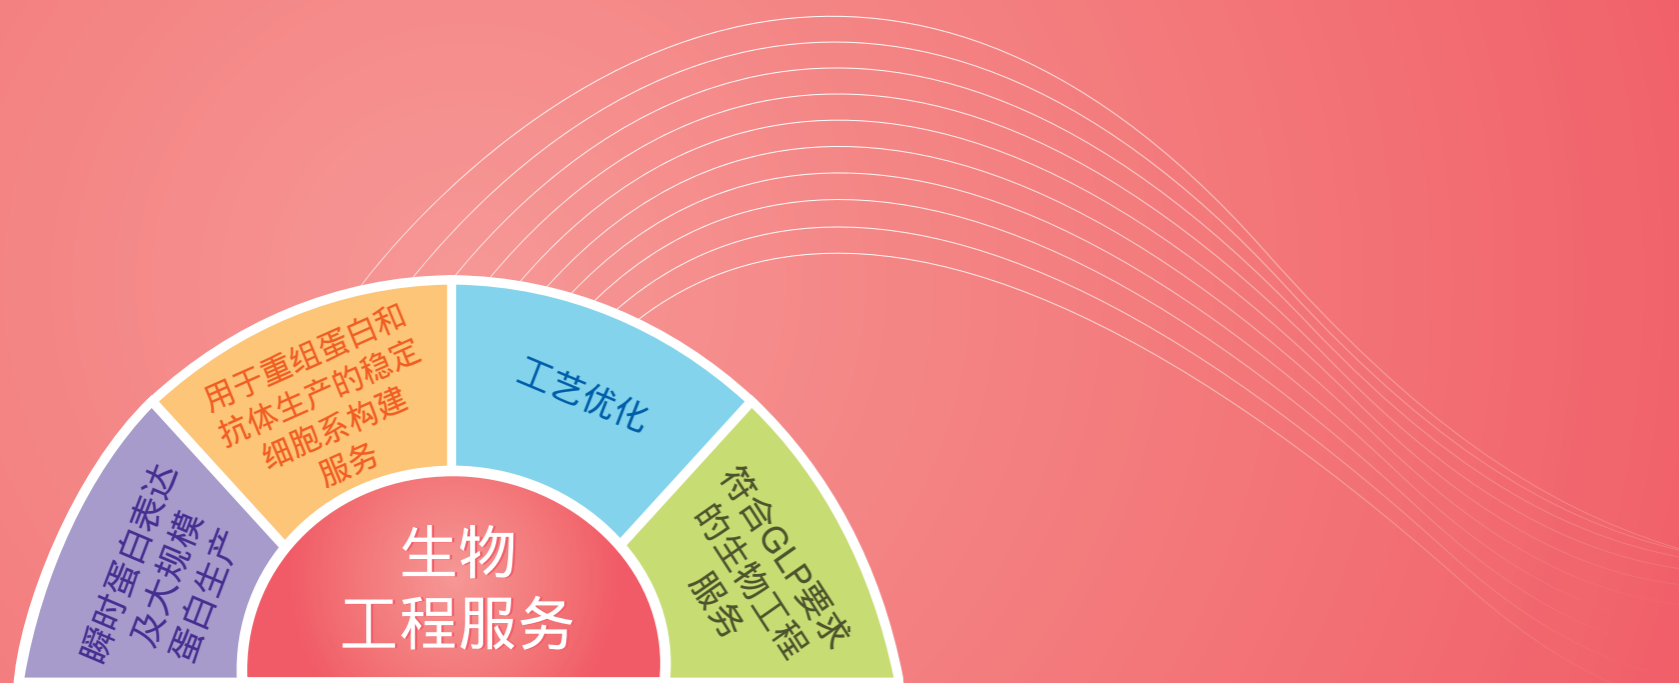 瞬时蛋白表达
及大规模
蛋白生产
用于重组蛋白和
抗体生产的稳定
细胞系构建
服务
工艺优化
符合GLP要求
的生物工程
服务
生物
工程服务